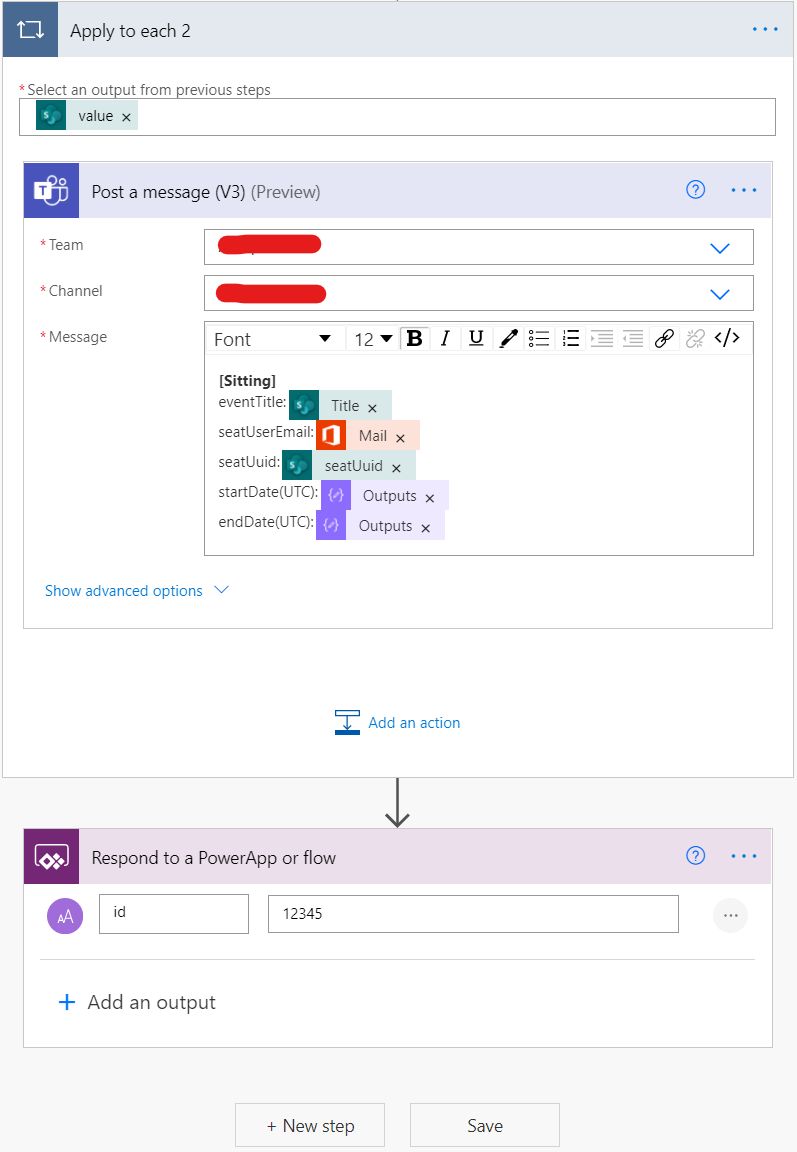 Apply to each 2
* Select an output from previous steps
value ×
Post a message (V3) (Preview)
* Team
* Channel
* Message
Font 12 B I U </>
[Sitting]
eventTitle: Title ×
seatUserEmail: Mail ×
seatUuid: seatUuid ×
startDate(UTC): Outputs ×
endDate(UTC): Outputs ×
Show advanced options
Add an action
Respond to a PowerApp or flow
AA id 12345
+ Add an output
+ New step Save